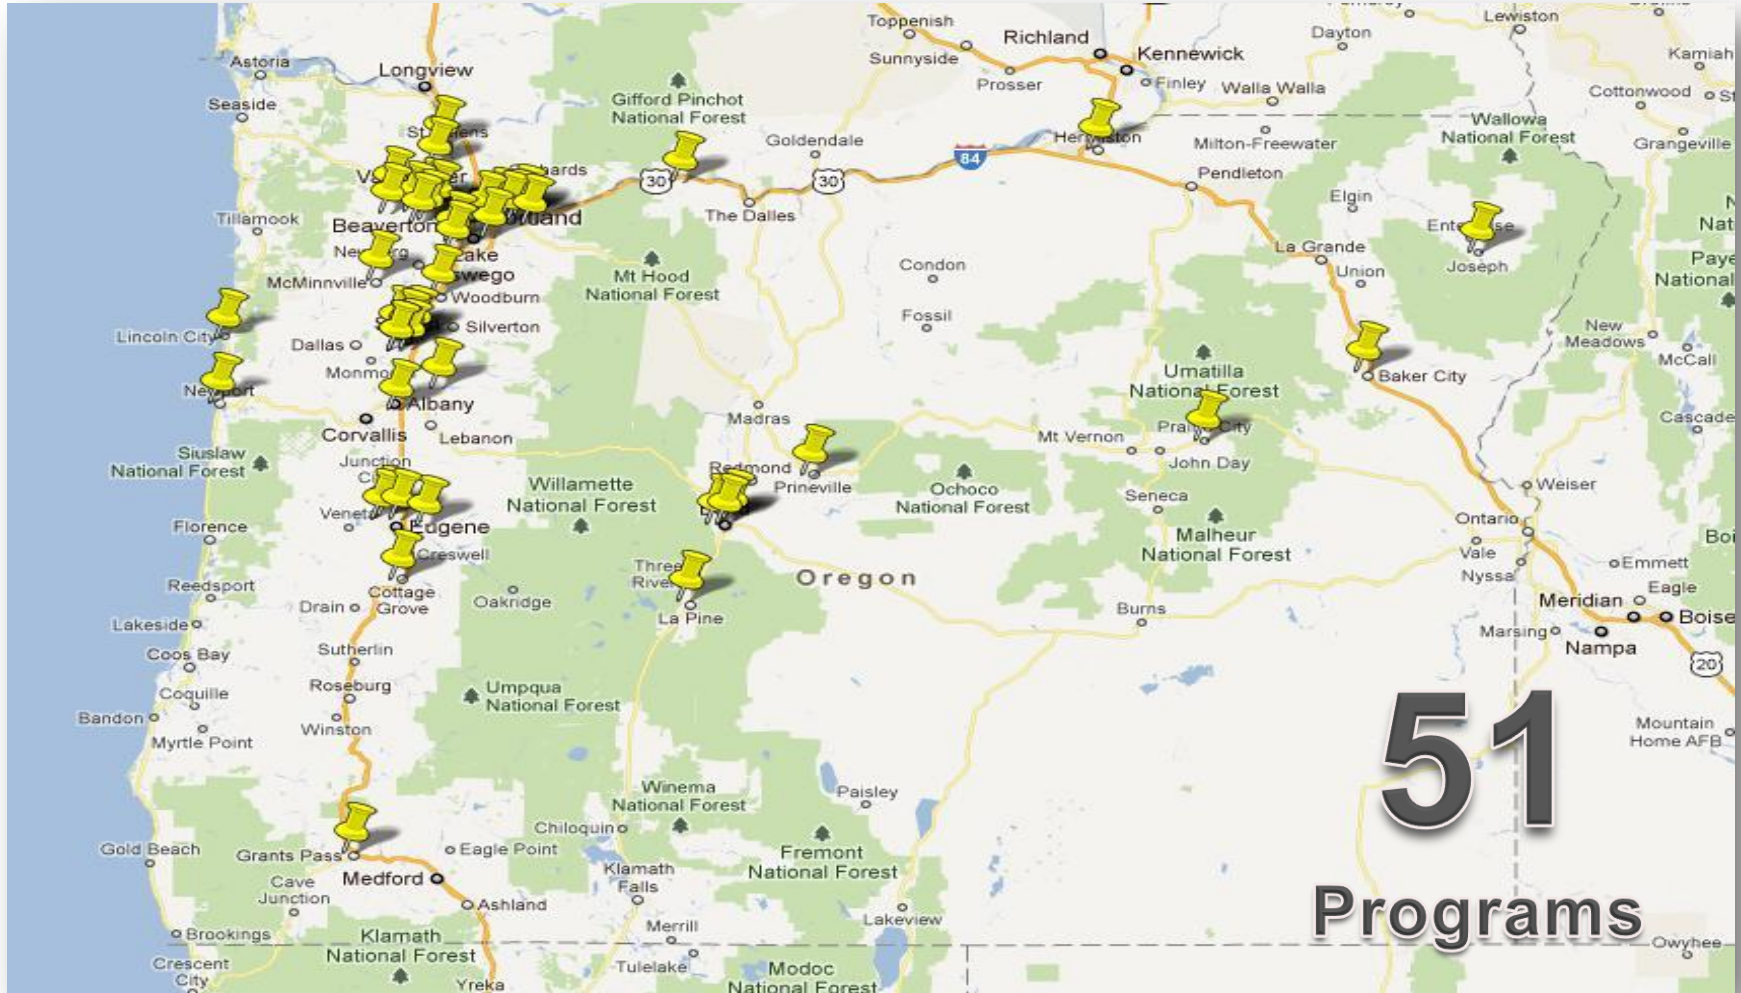 Toppenish
Lewiston
Dayton
Richland
Kennewick
Kamiah
Sunnyside
Astoria
Longview
Prosser
Finley
Walla Walla
Cottonwood
Seaside
Gifford Pinchot
National Forest
Goldendale
Milton-Freewater
Wallowa
National Forest
Grangeville
84
30
30
Pendleton
Elgin
Tillamook
Beaverton
The Dalles
La Grande
Union
Joseph
McMinnville
Woodburn
Mt Hood
National Forest
Condon
Fossil
Lincoln City
Silverton
Dallas
New
Meadows
McCall
Umatilla
National Forest
Baker City
Albany
Madras
Corvallis
Lebanon
Mt Vernon
John Day
Siuslaw
National Forest
Junction
Redmond
Prineville
Willamette
National Forest
Ochoco
National Forest
Seneca
Weiser
Florence
Eugene
Creswell
Malheur
National Forest
Ontario
Vale
Nyssa
Emmett
Eagle
Three
Oregon
Reedsport
Cottage
Grove
Drain
Oakridge
La Pine
Burns
Meridian
Boise
Marsing
Nampa
Lakeside
Sutherlin
Coos Bay
20
Coquille
Roseburg
Umpqua
National Forest
Bandon
Winston
Myrtle Point
51
Mountain
Home AFB
Winema
National Forest
Paisley
Chiloquin
Gold Beach
Grants Pass
Eagle Point
Fremont
National Forest
Cave
Junction
Medford
Klamath
Falls
Ashland
Lakeview
Programs
Brookings
Klamath
National Forest
Merrill
Owyhee
Crescent
City
Tulelake
Modoc
National Forest
Yreka